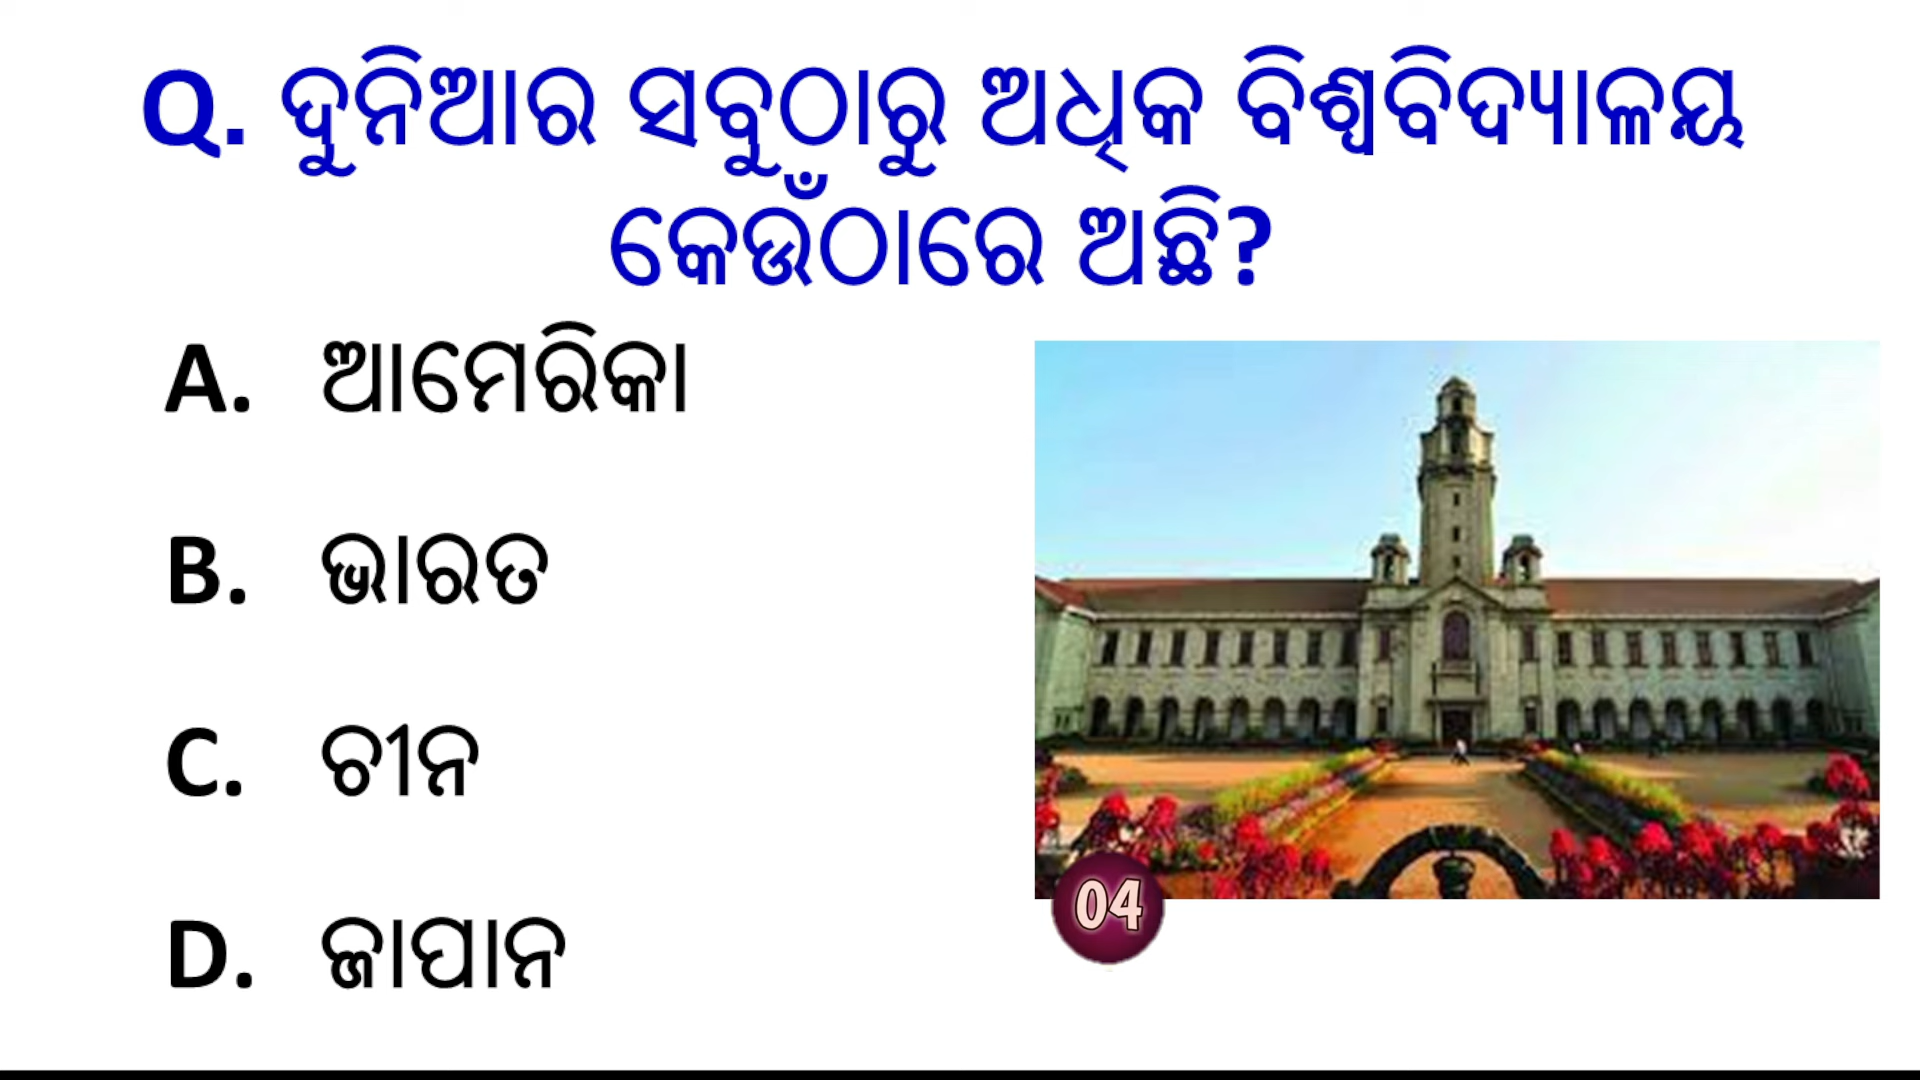 Q. ଦୁନିଆର ସବୁଠାରୁ ଅଧିକ ବିଶ୍ୱବିଦ୍ୟାଳୟ
କେଉଁଠାରେ ଅଛି?
A. ଆମେରିକା
B. ଭାରତ
C. ଚୀନ
D. ଜାପାନ
04